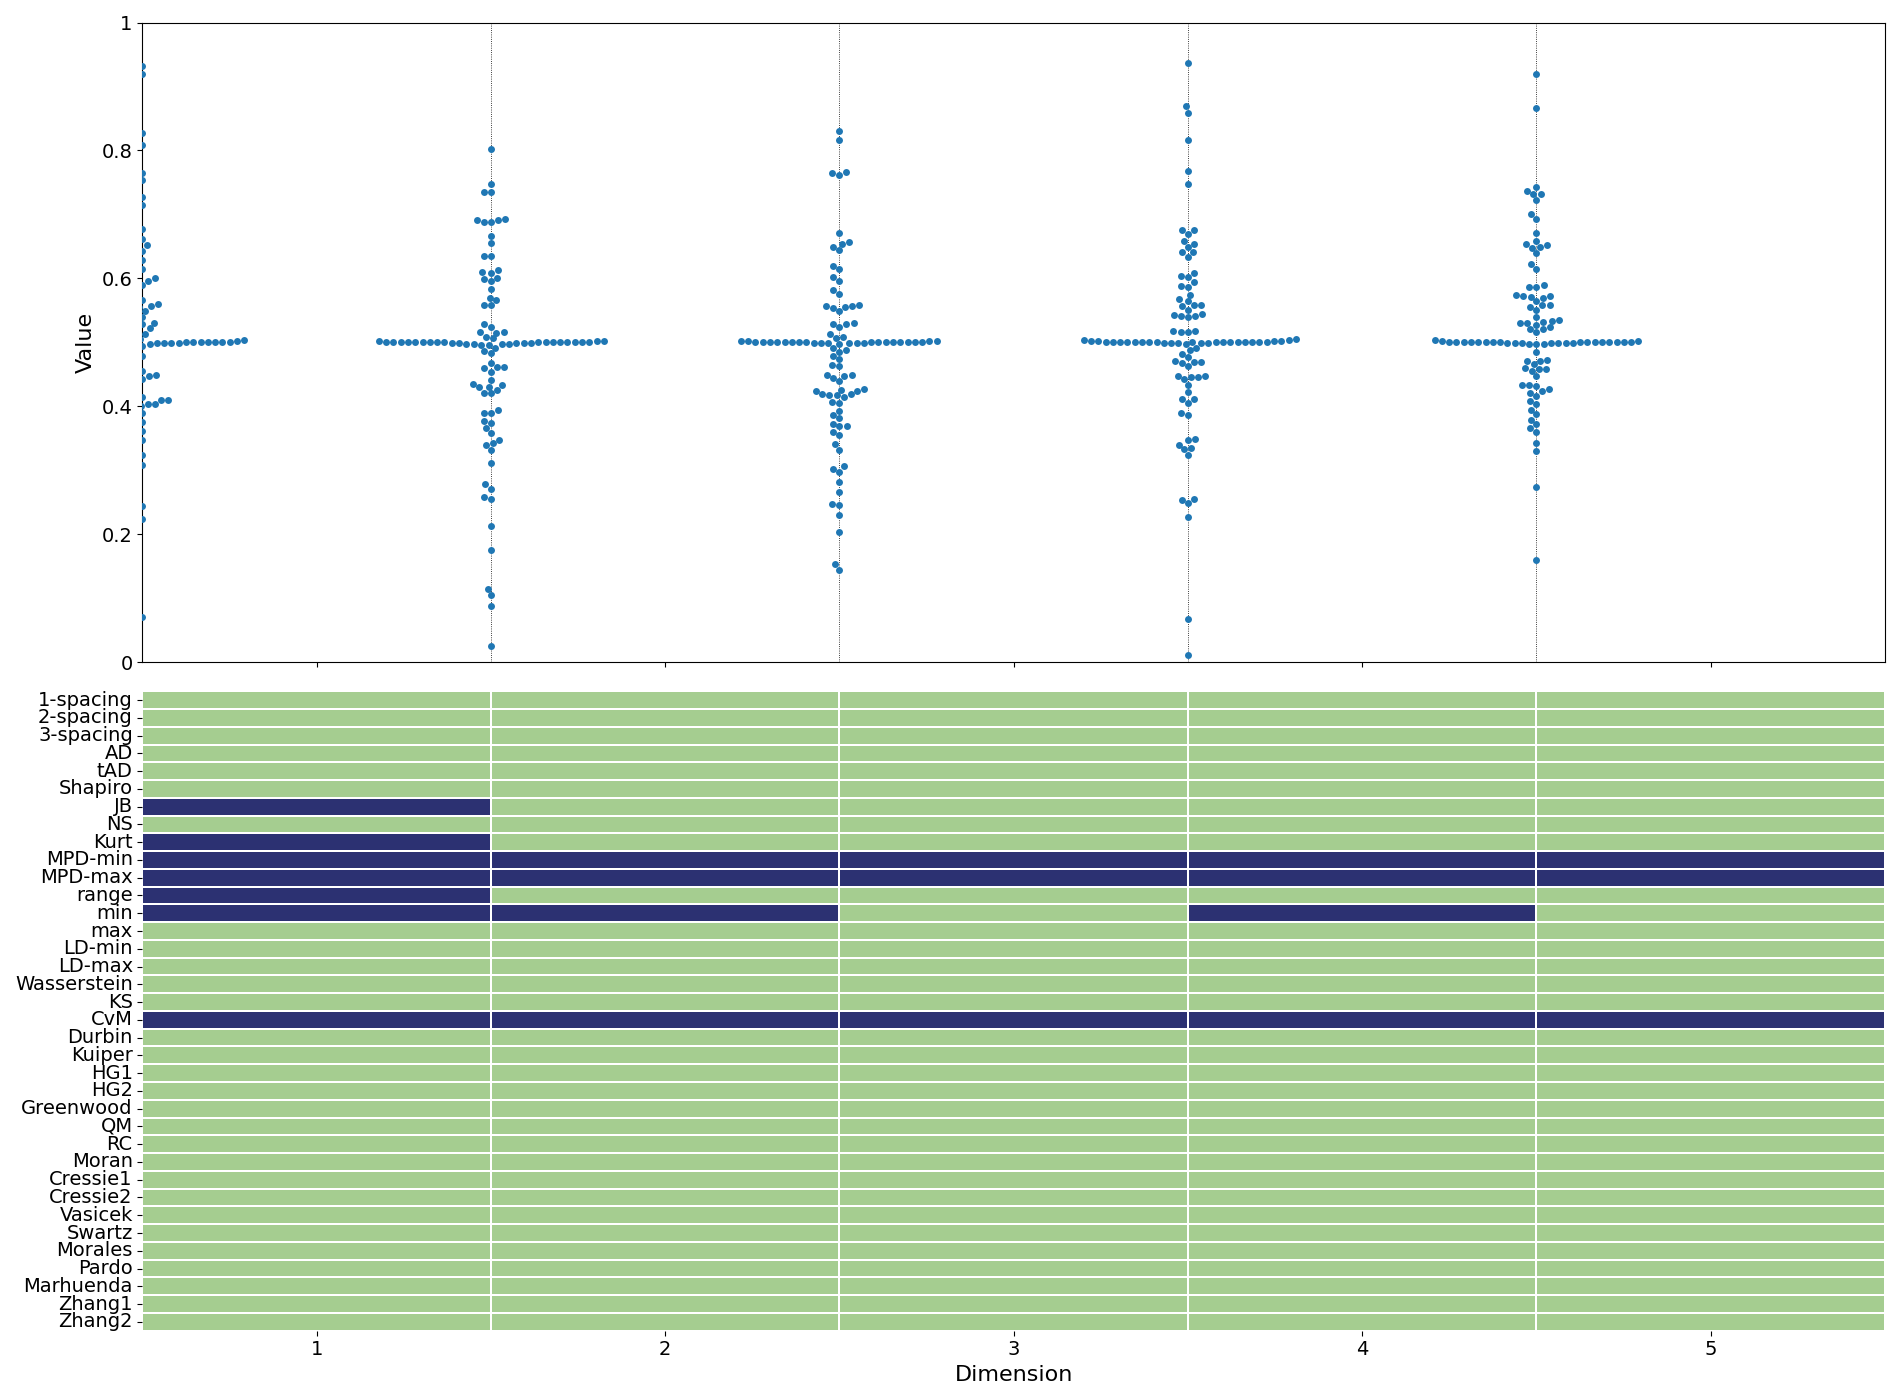 1
0.8
0.6
0.4
0.2
0
Value
1-spacing
2-spacing
3-spacing
AD
tAD
Shapiro
JB
NS
Kurt
MPD-min
MPD-max
range
min
max
LD-min
LD-max
Wasserstein
KS
CvM
Durbin
Kuiper
HG1
HG2
Greenwood
QM
RC
Moran
Cressie1
Cressie2
Vasicek
Swartz
Morales
Pardo
Marhuenda
Zhang1
Zhang2
1 2 3 4 5
Dimension